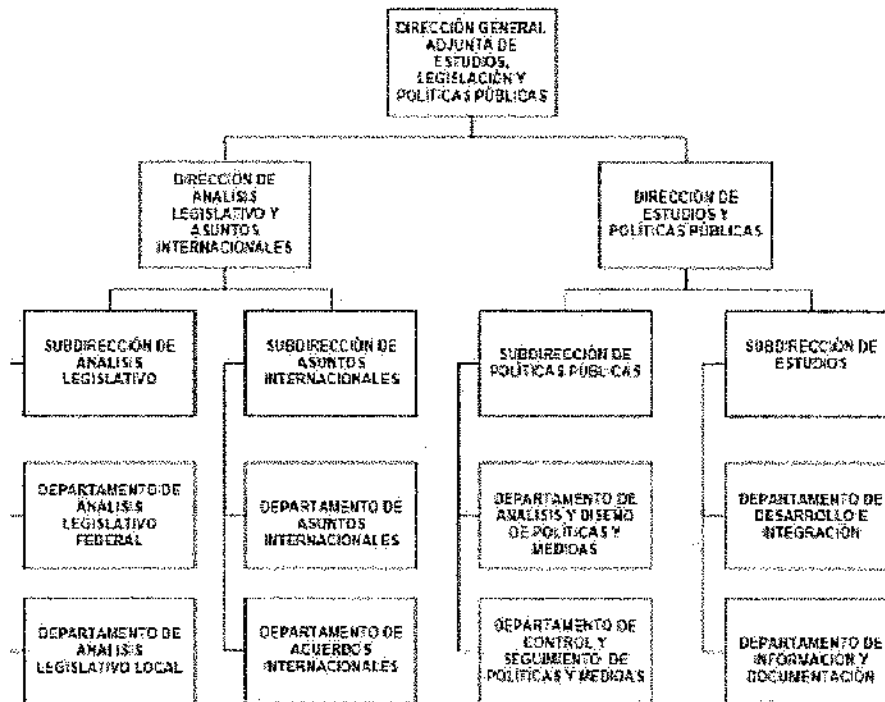 DIRECCIÓN GENERAL
ADJUNTA DE
ESTUDIOS,
LEGISLACIÓN Y
POLÍTICAS PÚBLICAS
DIRECCIÓN DE
ANÁLISIS
LEGISLATIVO Y
ASUNTOS
INTERNACIONALES
DIRECCIÓN DE
ESTUDIOS Y
POLÍTICAS PÚBLICAS
SUBDIRECCIÓN DE
ANÁLISIS
LEGISLATIVO
SUBDIRECCIÓN DE
ASUNTOS
INTERNACIONALES
SUBDIRECCIÓN DE
POLÍTICAS PÚBLICAS
SUBDIRECCIÓN DE
ESTUDIOS
DEPARTAMENTO DE
ANÁLISIS
LEGISLATIVO
FEDERAL
DEPARTAMENTO DE
ASUNTOS
INTERNACIONALES
DEPARTAMENTO DE
ANÁLISIS Y DISEÑO
DE POLÍTICAS Y
MEDIDAS
DEPARTAMENTO DE
DESARROLLO E
INTEGRACIÓN
DEPARTAMENTO DE
ANÁLISIS
LEGISLATIVO LOCAL
DEPARTAMENTO DE
ACUERDOS
INTERNACIONALES
DEPARTAMENTO DE
CONTROL Y
SEGUIMIENTO DE
POLÍTICAS Y MEDIDAS
DEPARTAMENTO DE
INFORMACIÓN Y
DOCUMENTACIÓN